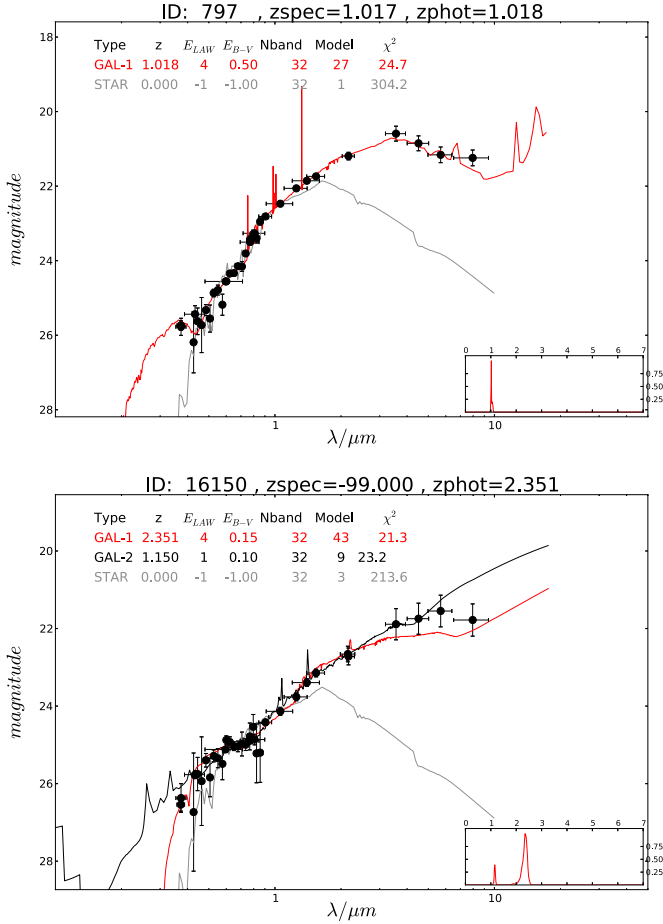 ID: 797 , zspec=1.017 , zphot=1.018
Type z E_{LAW} E_{B−V} Nband Model χ²
GAL-1 1.018 4 0.50 32 27 24.7
STAR 0.000 -1 -1.00 32 1 304.2
20
22
24
26
28
magnitude
0 1 2 3 4 5 6 7
0.75
0.50
0.25
1 10
λ/μm
ID: 16150 , zspec=-99.000 , zphot=2.351
Type z E_{LAW} E_{B−V} Nband Model χ²
GAL-1 2.351 4 0.15 32 43 21.3
GAL-2 1.150 1 0.10 32 9 23.2
STAR 0.000 -1 -1.00 32 3 213.6
20
22
24
26
28
magnitude
0 1 2 3 4 5 6 7
0.75
0.50
0.25
1 10
λ/μm